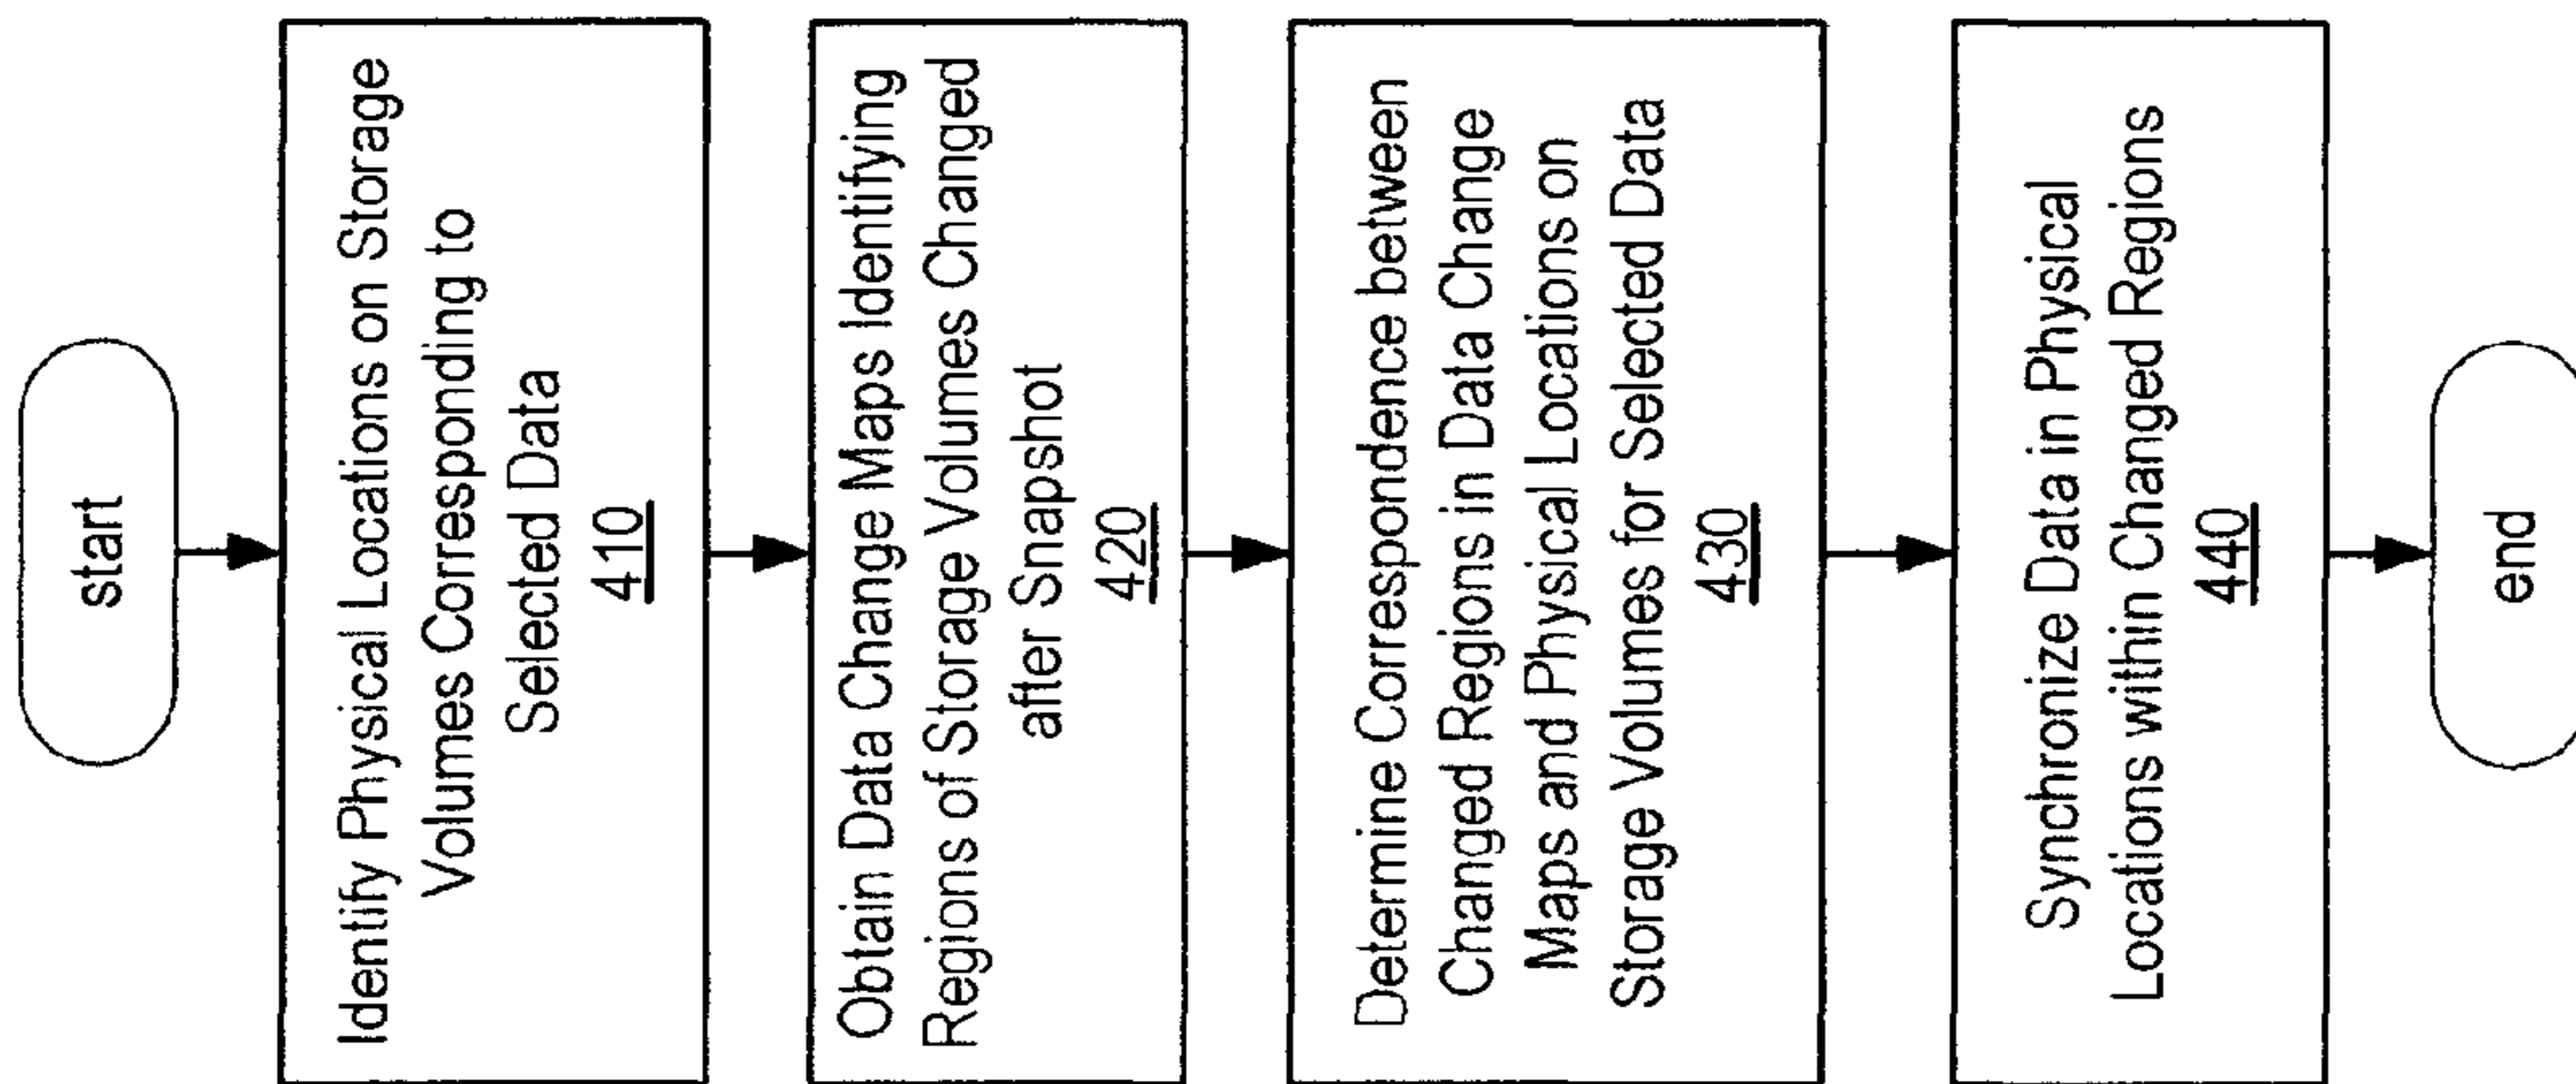 start
Identify Physical Locations on Storage
Volumes Corresponding to
Selected Data
410
Obtain Data Change Maps Identifying
Regions of Storage Volumes Changed
after Snapshot
420
Determine Correspondence between
Changed Regions in Data Change
Maps and Physical Locations on
Storage Volumes for Selected Data
430
Synchronize Data in Physical
Locations within Changed Regions
440
end